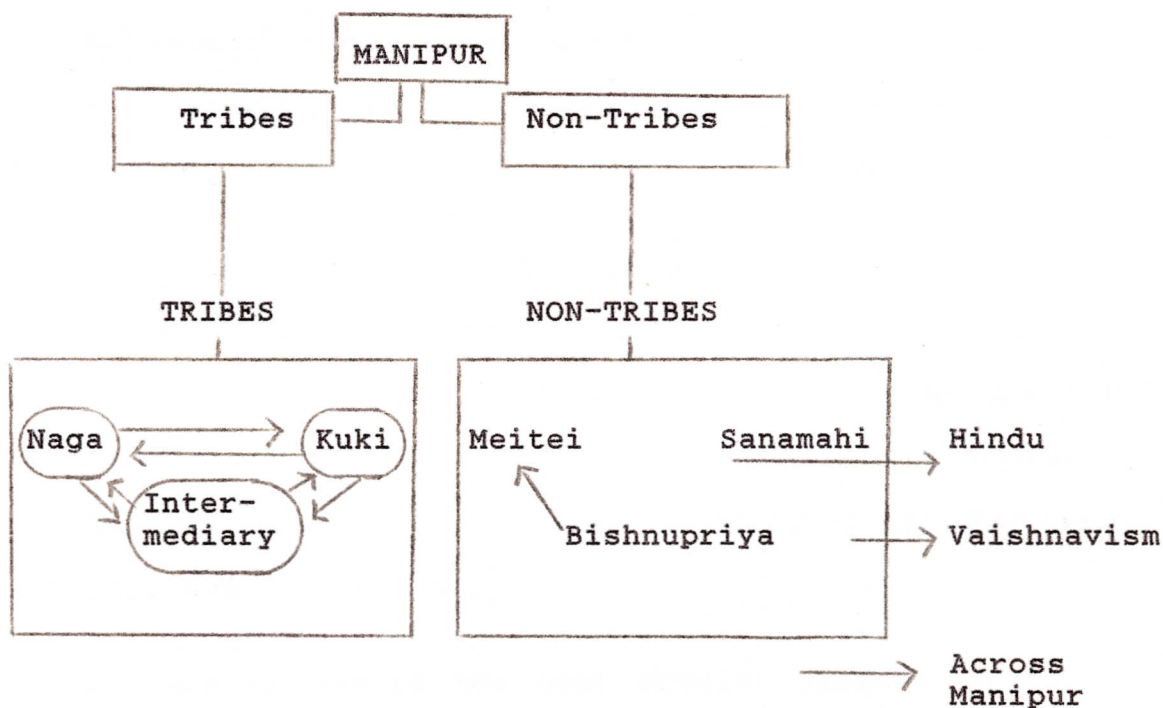 MANIPUR
Tribes
Non-Tribes
TRIBES
NON-TRIBES
Naga
Kuki
Inter-
mediary
Meitei
Sanamahi
Hindu
Bishnupriya
Vaishnavism
Across
Manipur